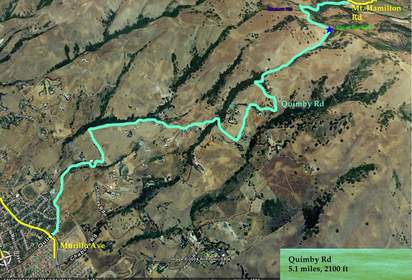 Mt. Hamilton
Rd
Quimby Rd
Murillo Ave
Quimby Rd
5.1 miles, 2100 ft